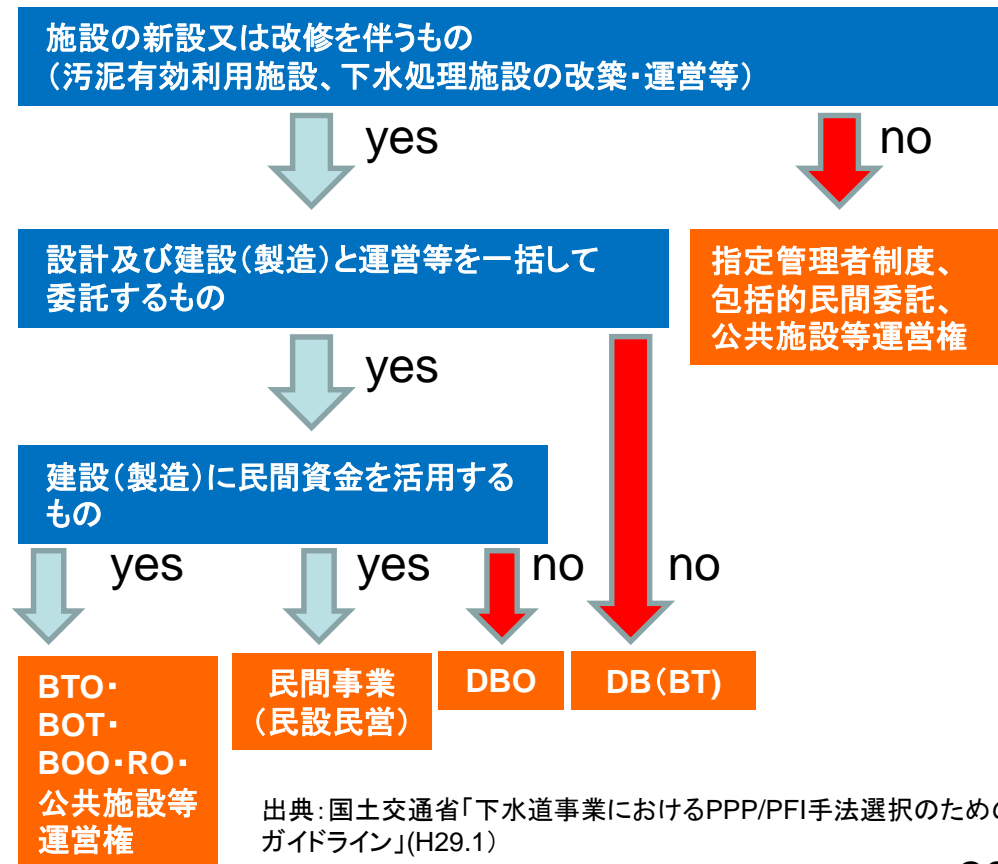 施設の新設又は改修を伴うもの
（汚泥有効利用施設、下水処理施設の改築・運営等）
yes
no
設計及び建設（製造）と運営等を一括して
委託するもの
指定管理者制度、
包括的民間委託、
公共施設等運営権
yes
建設（製造）に民間資金を活用する
もの
yes
yes
no
no
BTO・
BOT・
BOO・RO・
公共施設等
運営権
民間事業
（民設民営）
DBO
DB（BT）
出典：国土交通省「下水道事業におけるPPP/PFI手法選択のための
ガイドライン」（H29.1）